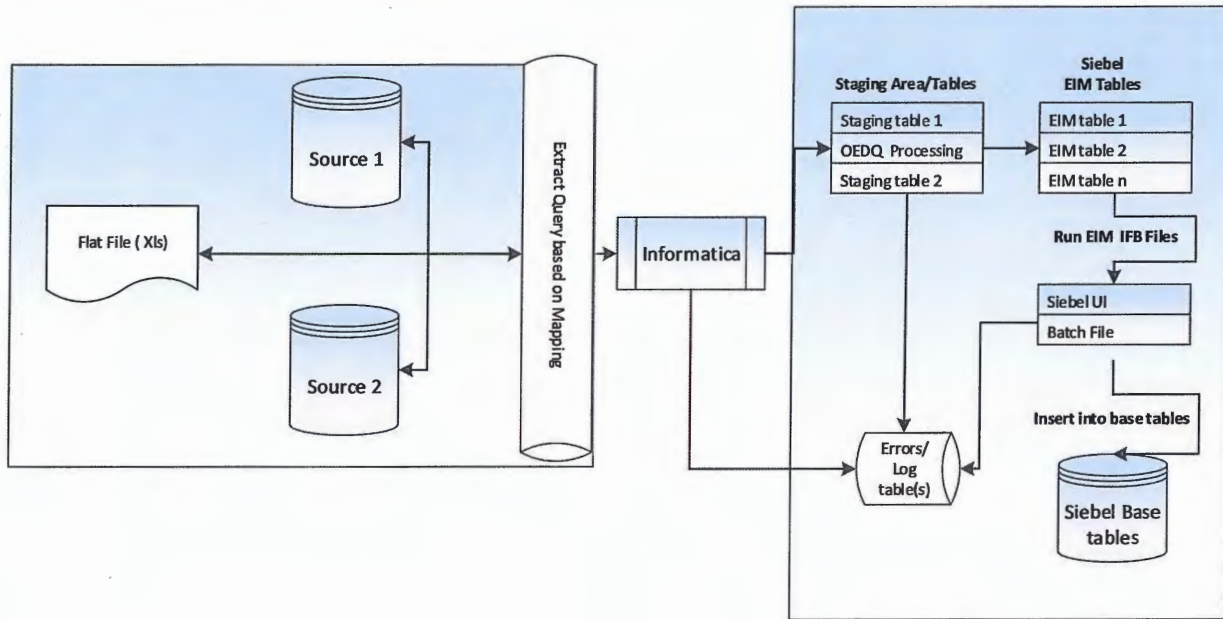 Source 1
Flat File ( Xls)
Source 2
Extract Query based on Mapping
Informatica
Staging Area/Tables
Staging table 1
OEDQ Processing
Staging table 2
Siebel
EIM Tables
EIM table 1
EIM table 2
EIM table n
Run EIM IFB Files
Siebel UI
Batch File
Insert into base tables
Errors/
Log
table(s)
Siebel Base
tables